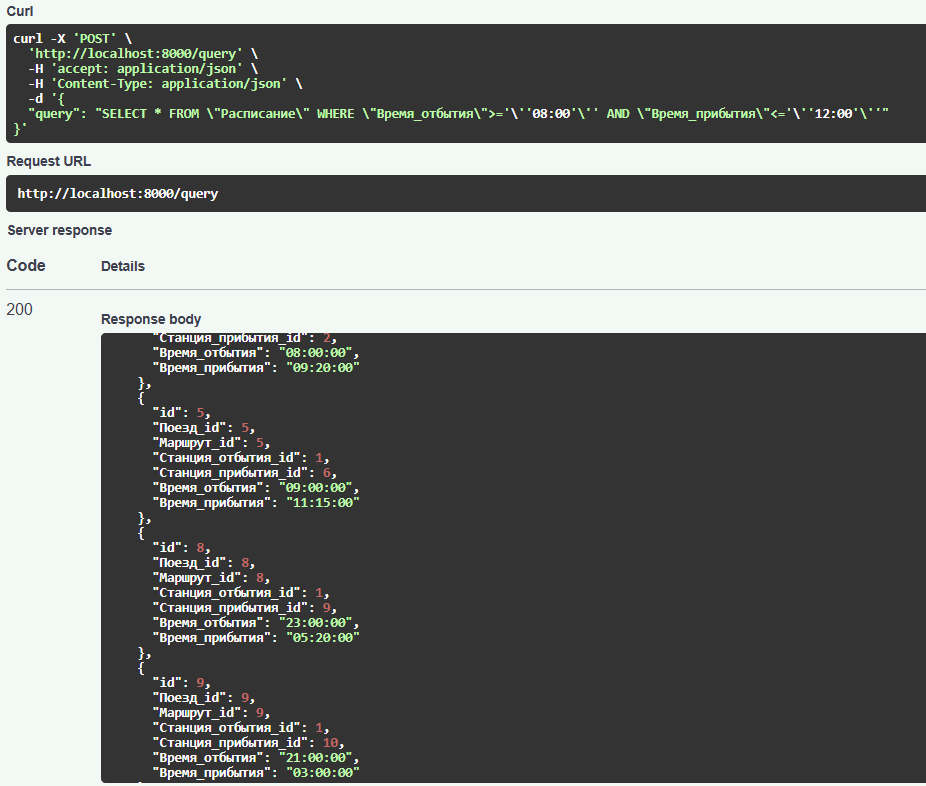 Curl
curl -X 'POST' \
'http://localhost:8000/query' \
-H 'accept: application/json' \
-H 'Content-Type: application/json' \
-d '{
"query": "SELECT * FROM \"Расписание\" WHERE \"Время_отбытия\">='\''08:00'\'' AND \"Время_прибытия\"<='\''12:00'\''"
}'
Request URL
http://localhost:8000/query
Server response
Code Details
200
Response body
"Станция_прибытия_id": 2,
"Время_отбытия": "08:00:00",
"Время_прибытия": "09:20:00"
},
{
"id": 5,
"Поезд_id": 5,
"Маршрут_id": 5,
"Станция_отбытия_id": 1,
"Станция_прибытия_id": 6,
"Время_отбытия": "09:00:00",
"Время_прибытия": "11:15:00"
},
{
"id": 8,
"Поезд_id": 8,
"Маршрут_id": 8,
"Станция_отбытия_id": 1,
"Станция_прибытия_id": 9,
"Время_отбытия": "23:00:00",
"Время_прибытия": "05:20:00"
},
{
"id": 9,
"Поезд_id": 9,
"Маршрут_id": 9,
"Станция_отбытия_id": 1,
"Станция_прибытия_id": 10,
"Время_отбытия": "21:00:00",
"Время_прибытия": "03:00:00"